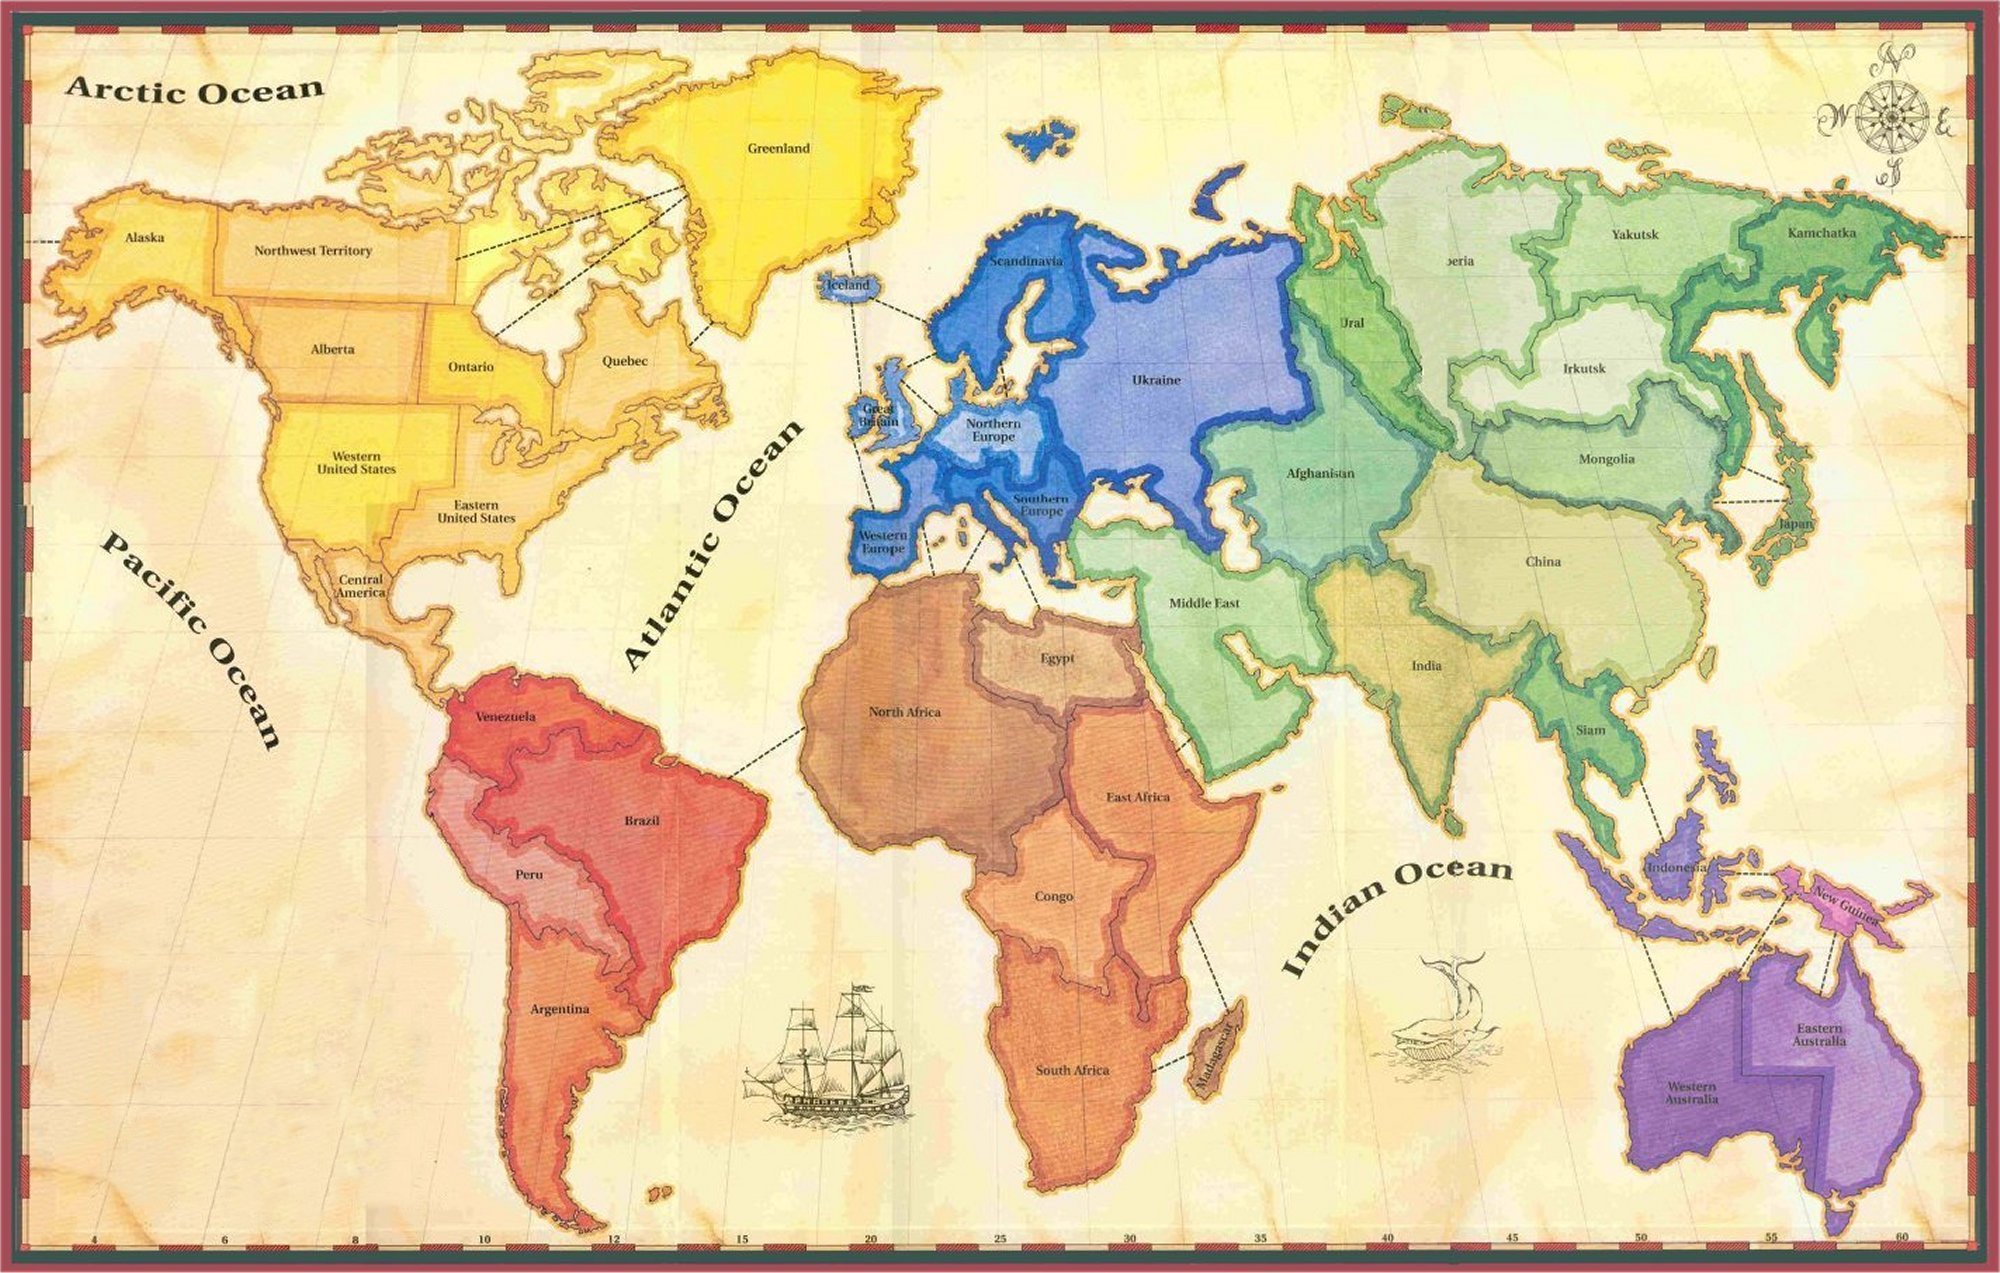 Arctic Ocean
N
W
E
S
Greenland
Alaska
Northwest Territory
Iceland
Scandinavia
Yakutsk
Kamchatka
beria
Alberta
Ontario
Quebec
Ukraine
Ural
Irkutsk
Great
Britain
Northern
Europe
Western
United States
Eastern
United States
Atlantic Ocean
Pacific Ocean
Western
Europe
Southern
Europe
Afghanistan
Mongolia
Japan
China
Central
America
Middle East
Egypt
India
North Africa
Siam
Venezuela
East Africa
Brazil
Peru
Congo
Indian Ocean
Indonesia
New Guinea
Argentina
South Africa
Madagascar
Eastern
Australia
Western
Australia
4 6 8 10 12 15 20 25 30 35 40 45 50 55 60